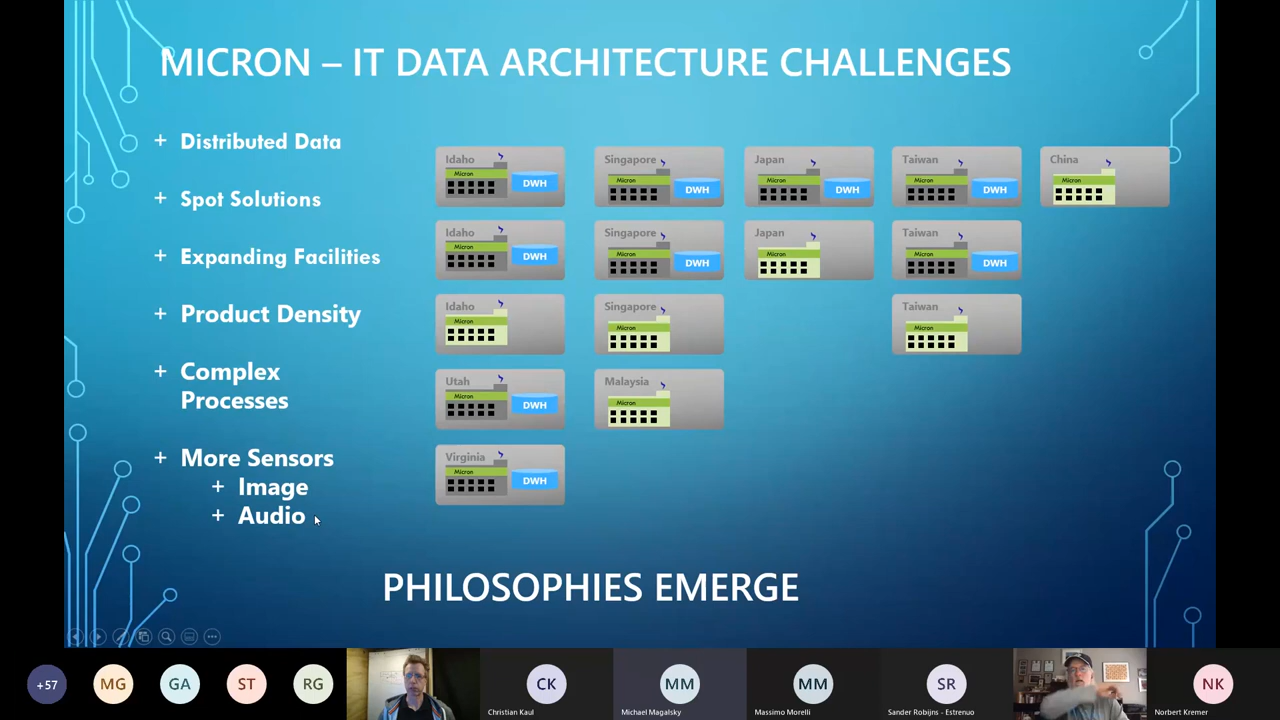 MICRON – IT DATA ARCHITECTURE CHALLENGES
+ Distributed Data
+ Spot Solutions
+ Expanding Facilities
+ Product Density
+ Complex
Processes
+ More Sensors
+ Image
+ Audio
Idaho
Micron
DWH
Singapore
Micron
DWH
Japan
Micron
DWH
Taiwan
Micron
DWH
China
Micron
Idaho
Micron
DWH
Singapore
Micron
DWH
Japan
Micron
Taiwan
Micron
DWH
Idaho
Micron
Singapore
Micron
Taiwan
Micron
Utah
Micron
DWH
Malaysia
Micron
Virginia
Micron
DWH
PHILOSOPHIES EMERGE
+57
MG
GA
ST
RG
CK
Christian Kaul
MM
Michael Magalsky
MM
Massimo Morelli
SR
Sander Robijns - Estrenuo
NK
Norbert Kremer